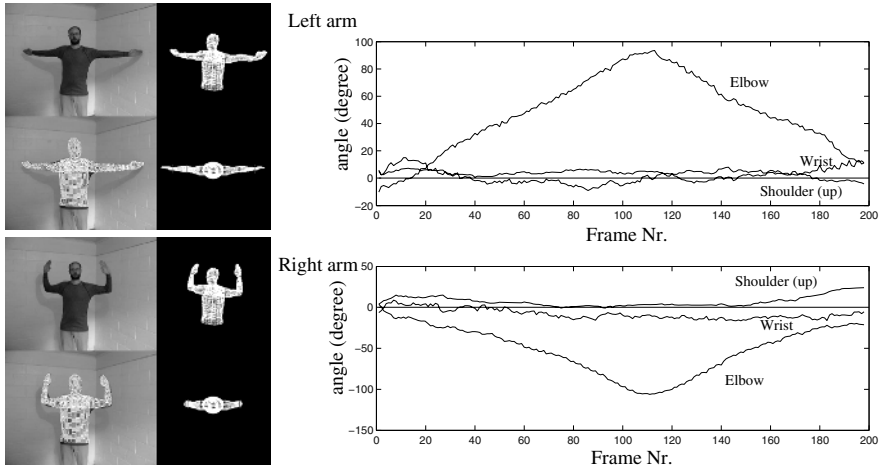 Left arm
angle (degree)
100
80
60
40
20
0
−20
Elbow
Wrist
Shoulder (up)
0 20 40 60 80 100 120 140 160 180 200
Frame Nr.
Right arm
angle (degree)
50
0
−50
−100
−150
Shoulder (up)
Wrist
Elbow
0 20 40 60 80 100 120 140 160 180 200
Frame Nr.